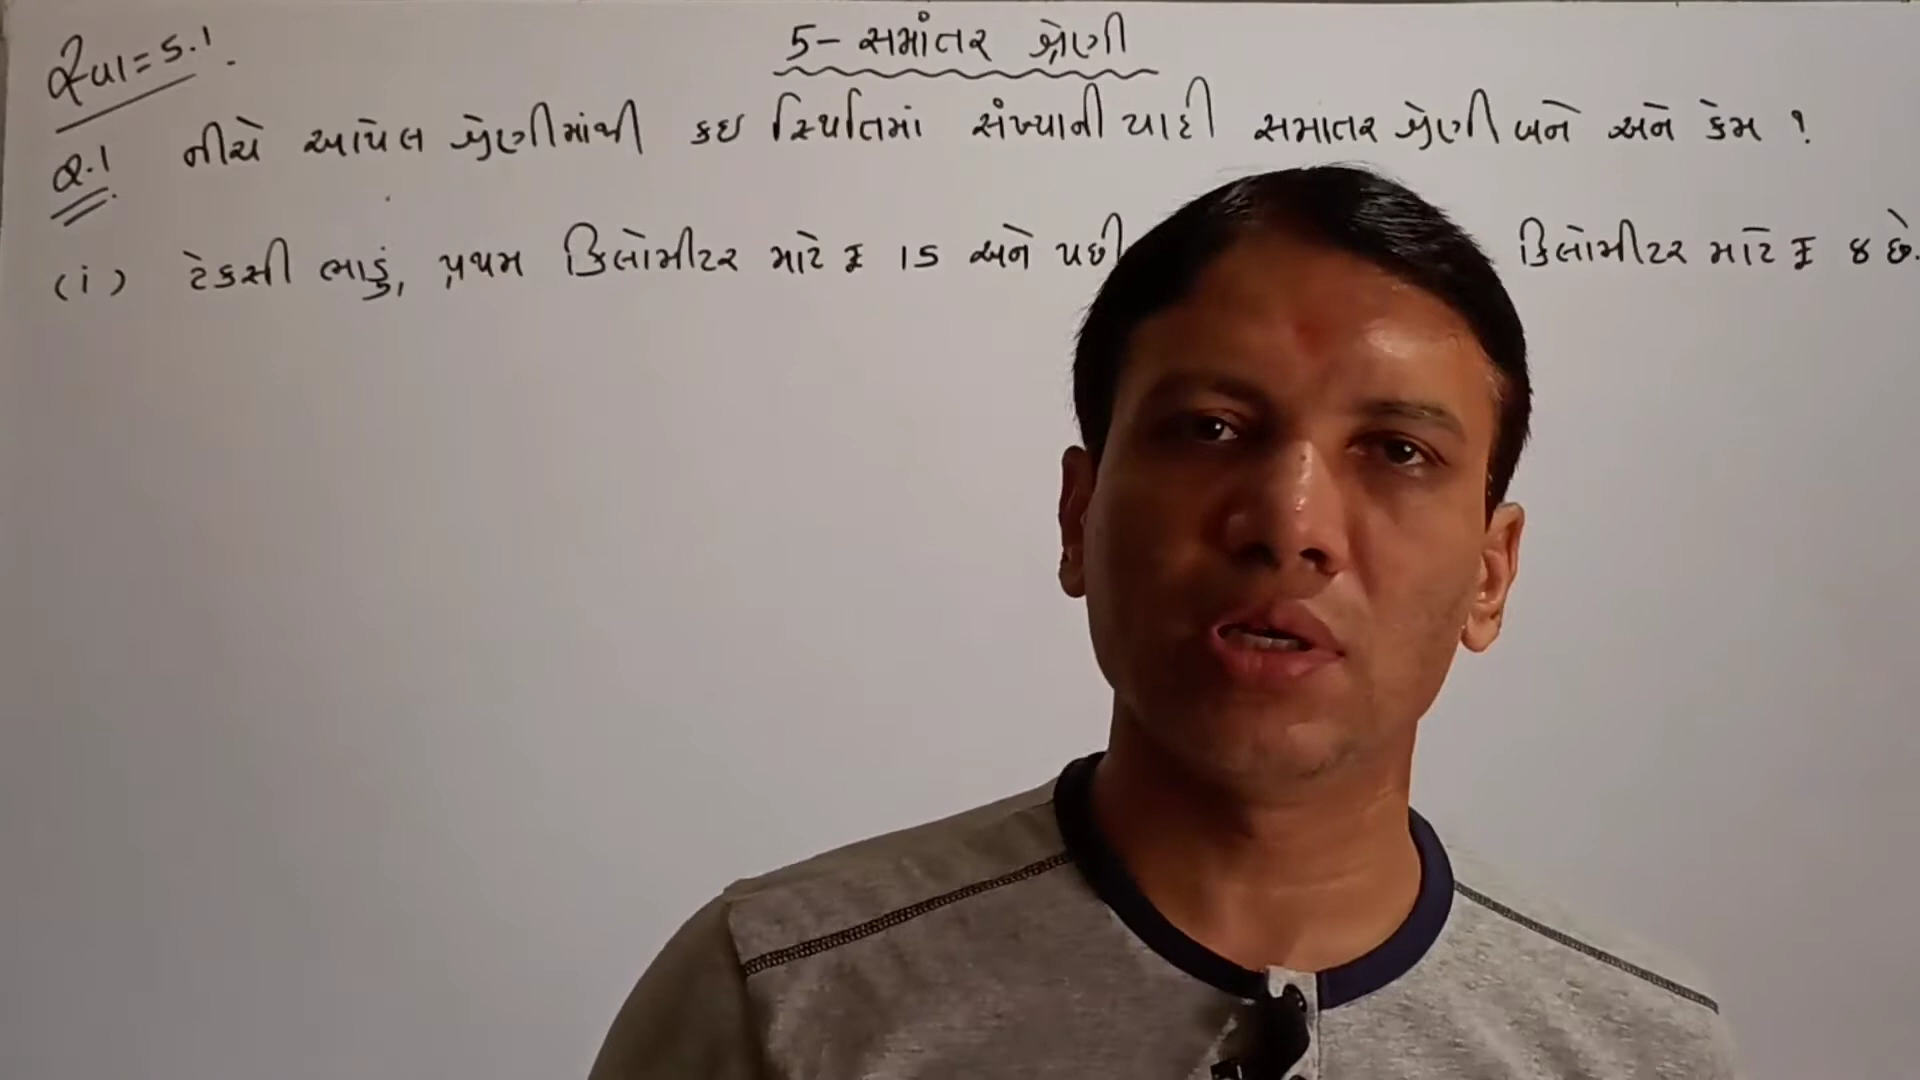 5- સમાંતર શ્રેણી
સ્વા = 5.1.
Q.1 નીચે આપેલ શ્રેણીમાંથી કઇ સ્થિતિમાં સંખ્યાની યાદી સમાતર શ્રેણી બને અને કેમ ?
(i) ટેકસી ભાડું, પ્રથમ કિલોમીટર માટે ₹ 15 અને પછી કિલોમીટર માટે ₹ 8 છે.